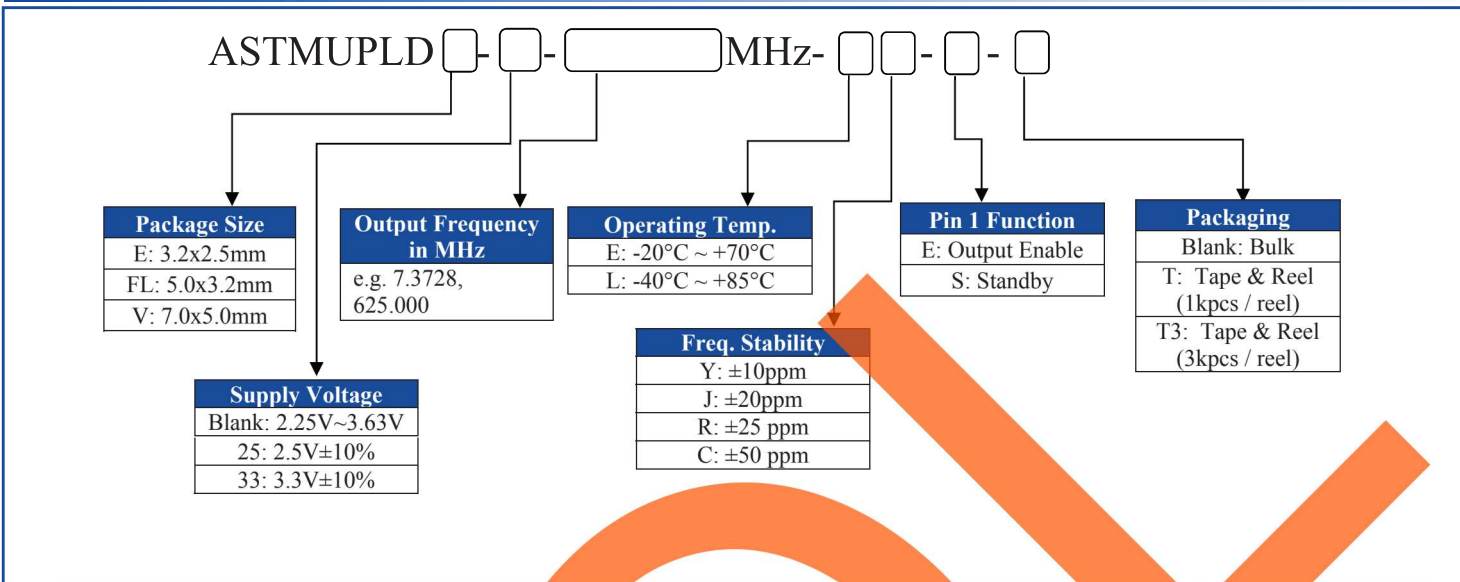 ASTMUPLD - - MHz- - -
Package Size
E: 3.2x2.5mm
FL: 5.0x3.2mm
V: 7.0x5.0mm
Supply Voltage
Blank: 2.25V~3.63V
25: 2.5V±10%
33: 3.3V±10%
Output Frequency
in MHz
e.g. 7.3728,
625.000
Operating Temp.
E: -20°C ~ +70°C
L: -40°C ~ +85°C
Freq. Stability
Y: ±10ppm
J: ±20ppm
R: ±25 ppm
C: ±50 ppm
Pin 1 Function
E: Output Enable
S: Standby
Packaging
Blank: Bulk
T: Tape & Reel
(1kpcs / reel)
T3: Tape & Reel
(3kpcs / reel)